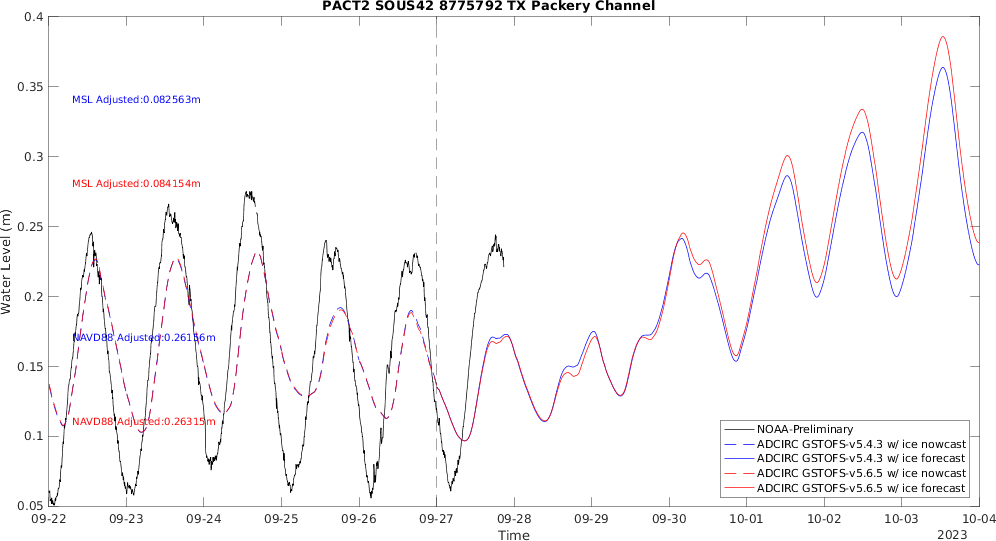 PACT2 SOUS42 8775792 TX Packery Channel
0.4
0.35
0.3
0.25
0.2
0.15
0.1
0.05
Water Level (m)
MSL Adjusted:0.082563m
MSL Adjusted:0.084154m
NAVD88 Adjusted:0.26156m
NAVD88 Adjusted:0.26315m
NOAA-Preliminary
ADCIRC GSTOFS-v5.4.3 w/ ice nowcast
ADCIRC GSTOFS-v5.4.3 w/ ice forecast
ADCIRC GSTOFS-v5.6.5 w/ ice nowcast
ADCIRC GSTOFS-v5.6.5 w/ ice forecast
09-22 09-23 09-24 09-25 09-26 09-27 09-28 09-29 09-30 10-01 10-02 10-03 10-04
Time
2023